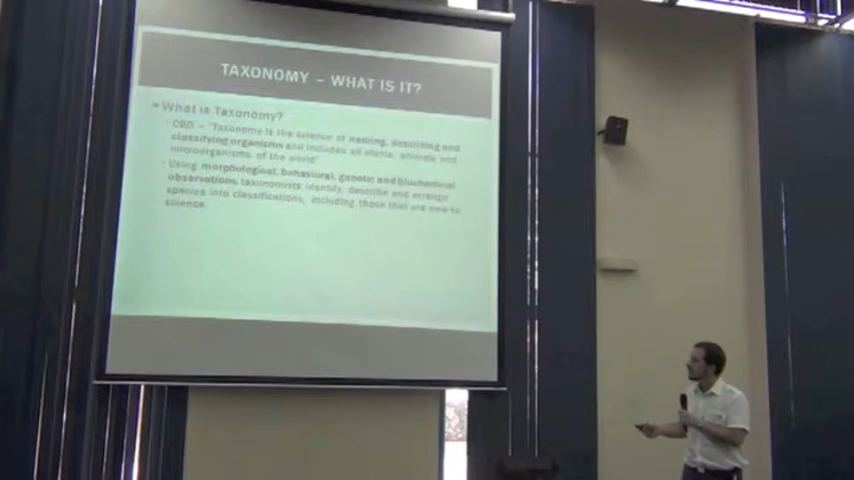 TAXONOMY – WHAT IS IT?
What is Taxonomy?
CBD – "Taxonomy is the science of naming, describing and
classifying organisms and includes all plants, animals and
microorganisms of the world"
Using morphological, behavioral, genetic and biochemical
observations, taxonomists identify, describe and arrange
species into classifications, including those that are new to
science.